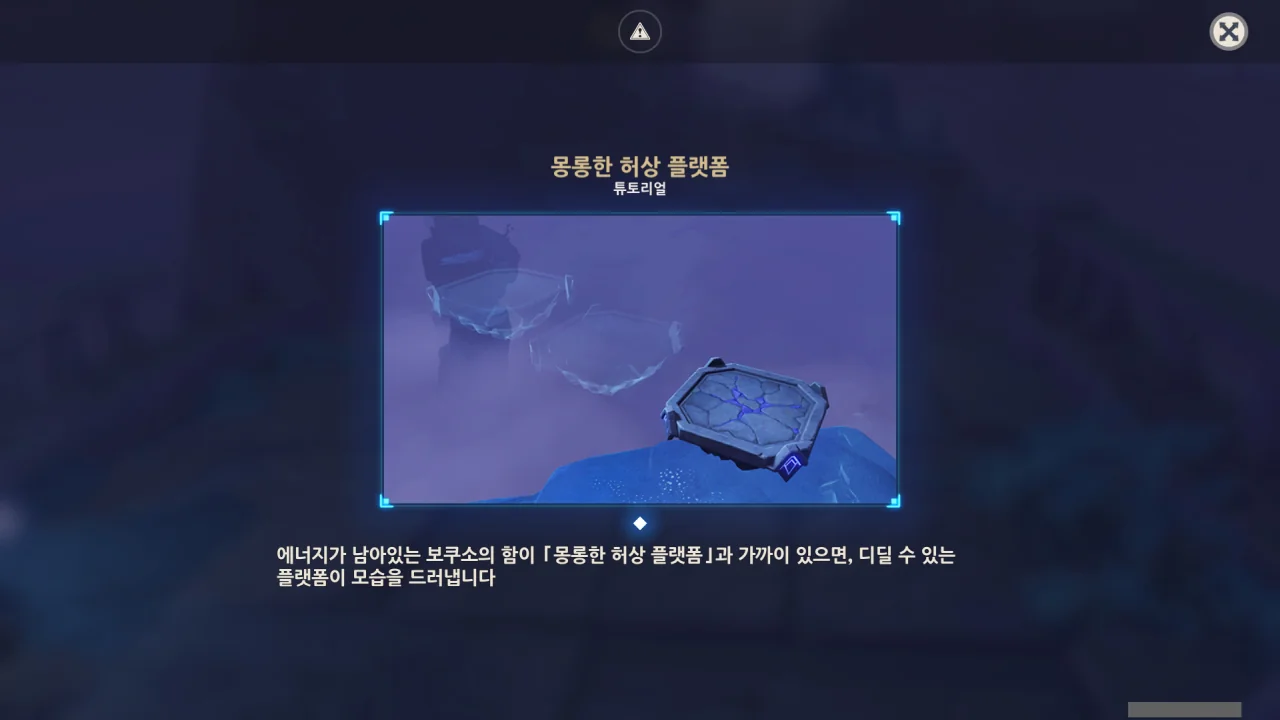 몽롱한 허상 플랫폼
튜토리얼
에너지가 남아있는 보쿠소의 함이 「몽롱한 허상 플랫폼」과 가까이 있으면, 디딜 수 있는
플랫폼이 모습을 드러냅니다